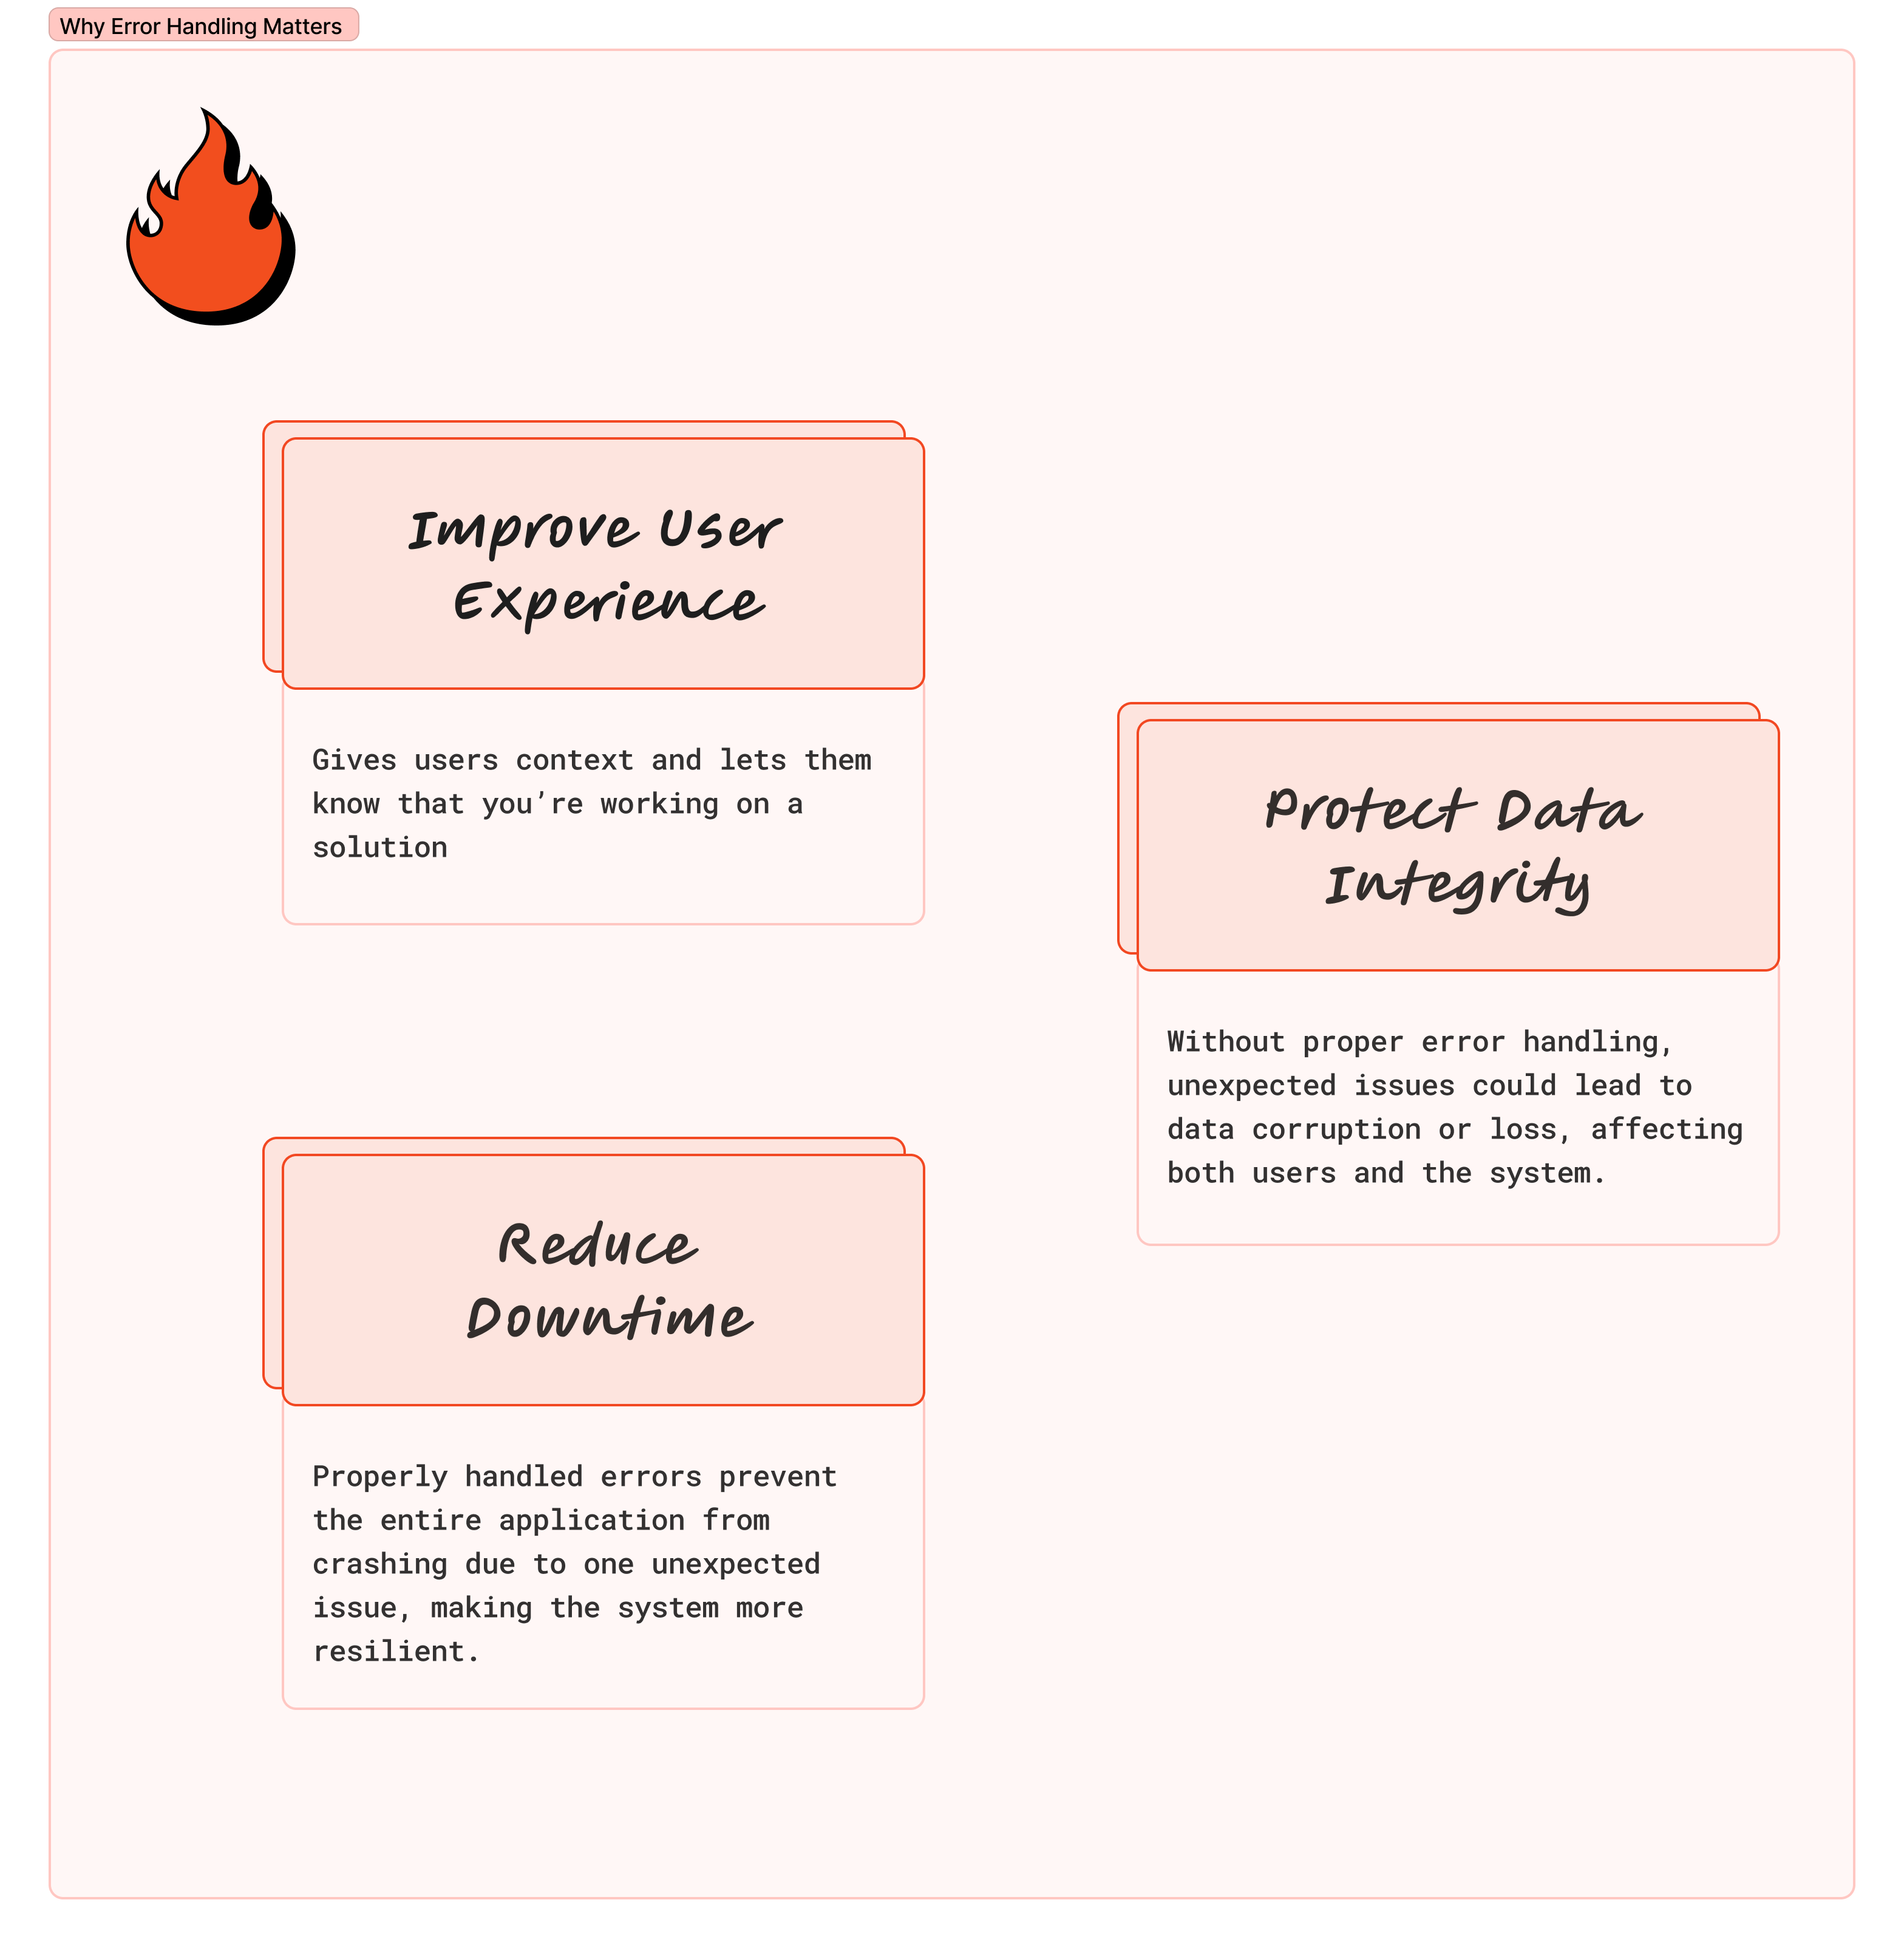 Why Error Handling Matters
Improve User
Experience
Gives users context and lets them
know that you’re working on a
solution
Protect Data
Integrity
Without proper error handling,
unexpected issues could lead to
data corruption or loss, affecting
both users and the system.
Reduce
Downtime
Properly handled errors prevent
the entire application from
crashing due to one unexpected
issue, making the system more
resilient.